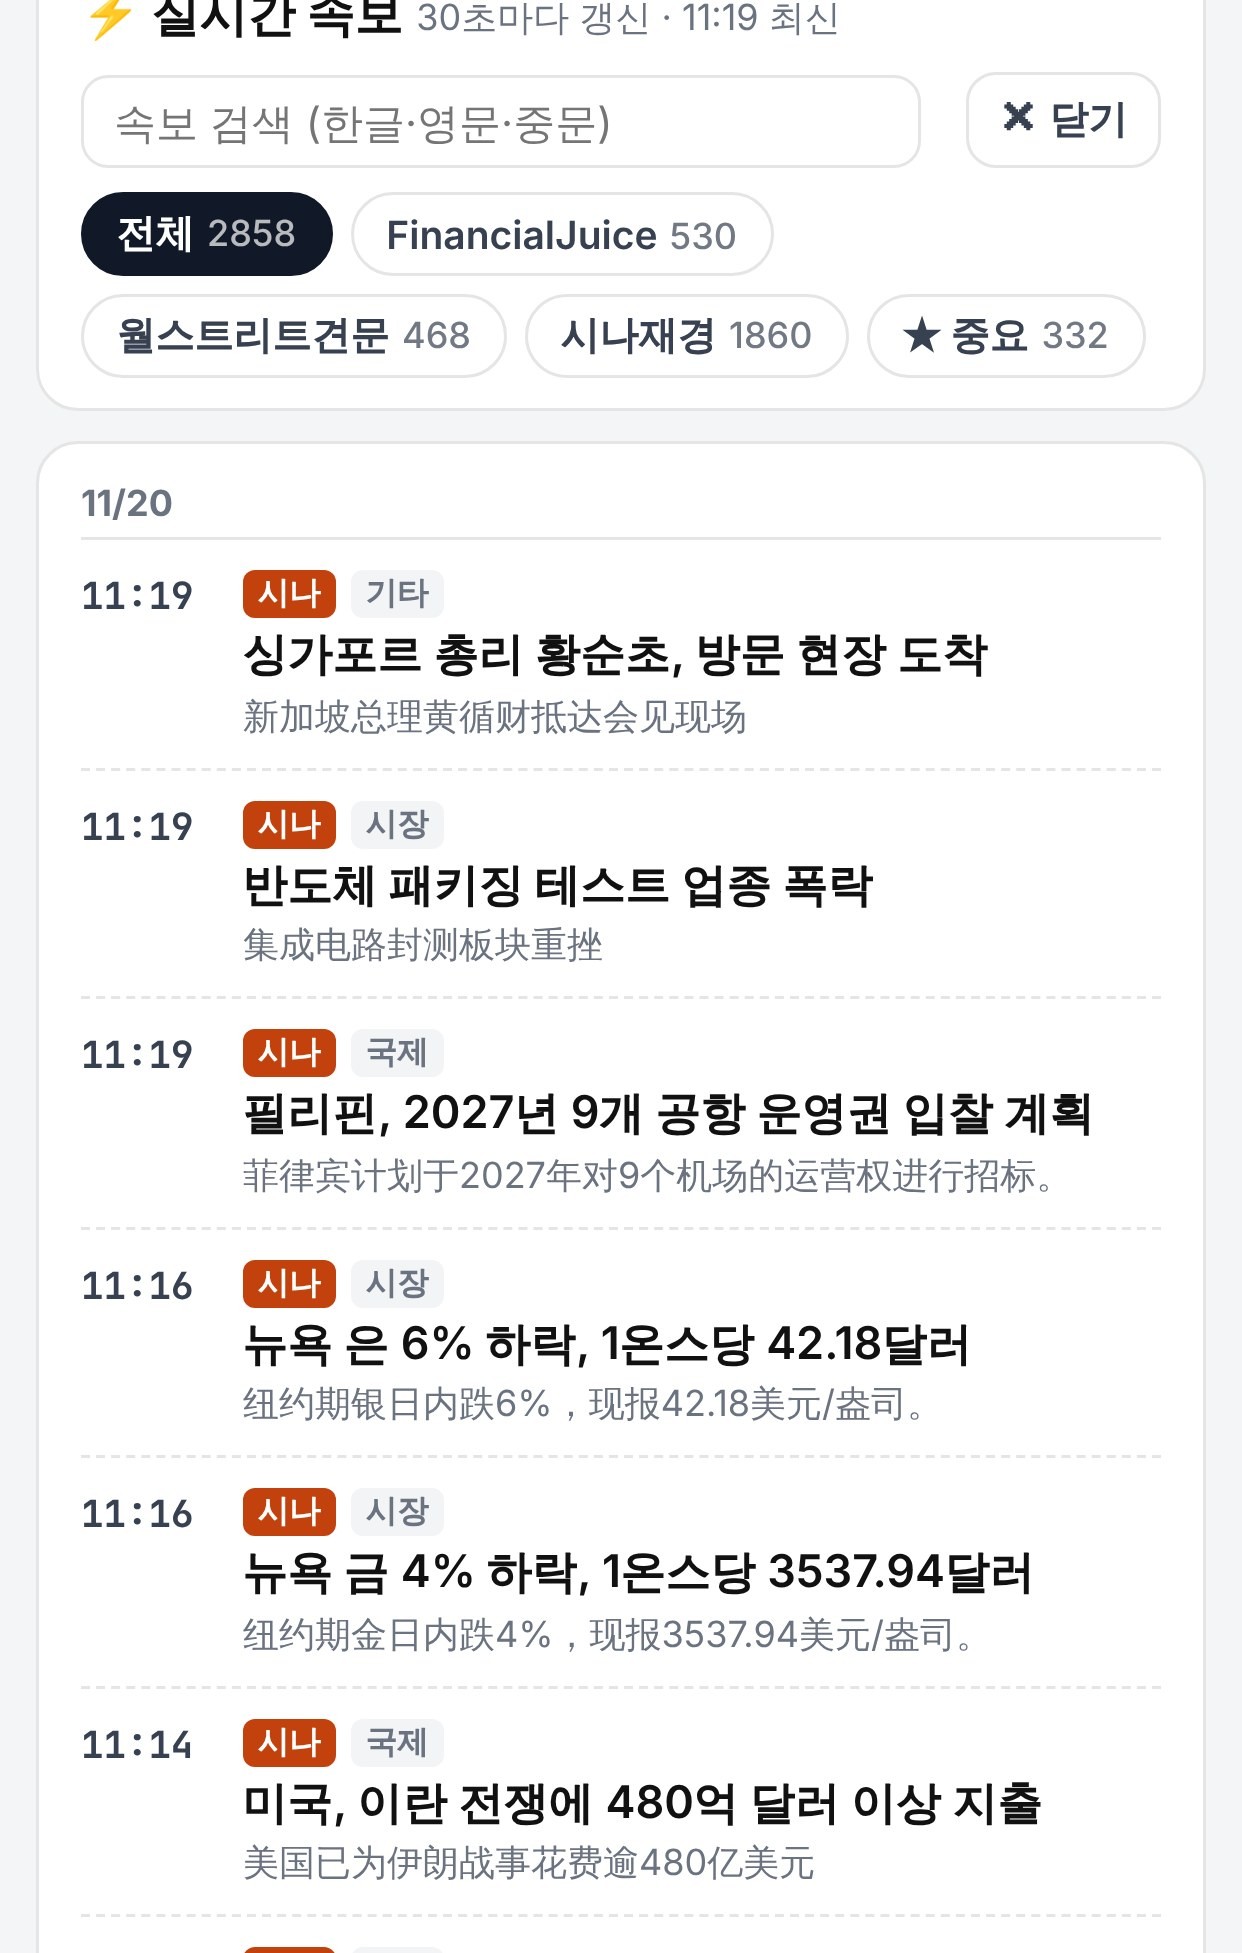 ⚡ 실시간 속보 30초마다 갱신 · 11:19 최신
속보 검색 (한글·영문·중문)
✖ 닫기
전체 2858
FinancialJuice 530
월스트리트견문 468
시나재경 1860
★ 중요 332
11/20
11:19 시나 기타
싱가포르 총리 황순초, 방문 현장 도착
新加坡总理黄循财抵达会见现场
11:19 시나 시장
반도체 패키징 테스트 업종 폭락
集成电路封测板块重挫
11:19 시나 국제
필리핀, 2027년 9개 공항 운영권 입찰 계획
菲律宾计划于2027年对9个机场的运营权进行招标。
11:16 시나 시장
뉴욕 은 6% 하락, 1온스당 42.18달러
纽约期银日内跌6%，现报42.18美元/盎司。
11:16 시나 시장
뉴욕 금 4% 하락, 1온스당 3537.94달러
纽约期金日内跌4%，现报3537.94美元/盎司。
11:14 시나 국제
미국, 이란 전쟁에 480억 달러 이상 지출
美国已为伊朗战事花费逾480亿美元